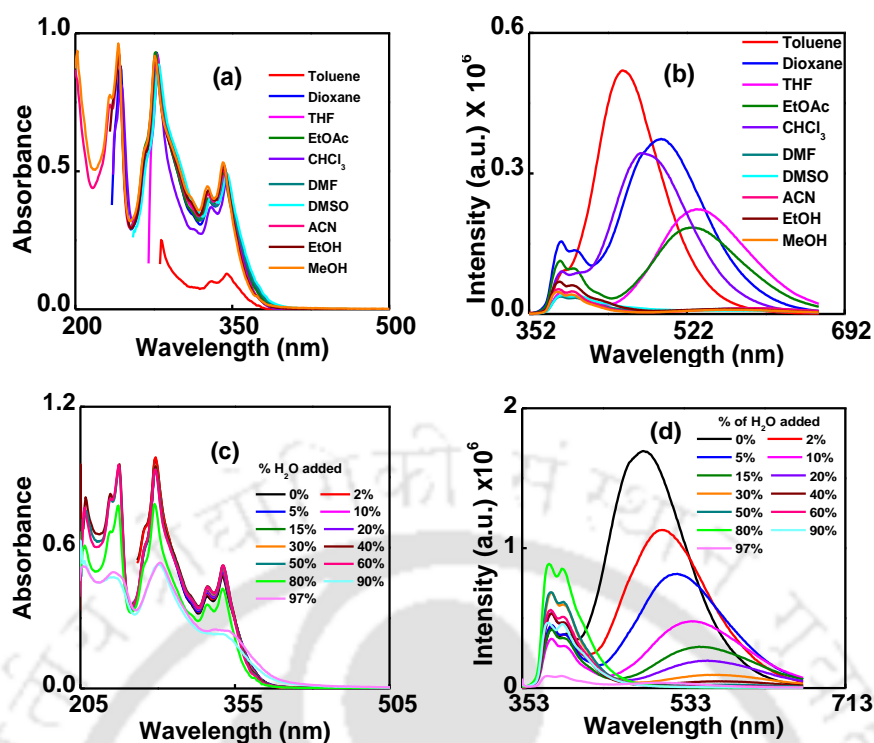 (a)
Absorbance
1.0
0.5
0.0
200
350
500
Wavelength (nm)
Toluene
Dioxane
THF
EtOAc
CHCl3
DMF
DMSO
ACN
EtOH
MeOH
(b)
Intensity (a.u.) X 10^6
0.6
0.3
0.0
352
522
692
Wavelength (nm)
Toluene
Dioxane
THF
EtOAc
CHCl3
DMF
DMSO
ACN
EtOH
MeOH
(c)
Absorbance
1.2
0.6
0.0
205
355
505
Wavelength (nm)
% H2O added
0% 2%
5% 10%
15% 20%
30% 40%
50% 60%
80% 90%
97%
(d)
Intensity (a.u.) x10^6
2
1
0
353
533
713
Wavelength (nm)
% of H2O added
0% 2%
5% 10%
15% 20%
30% 40%
50% 60%
80% 90%
97%